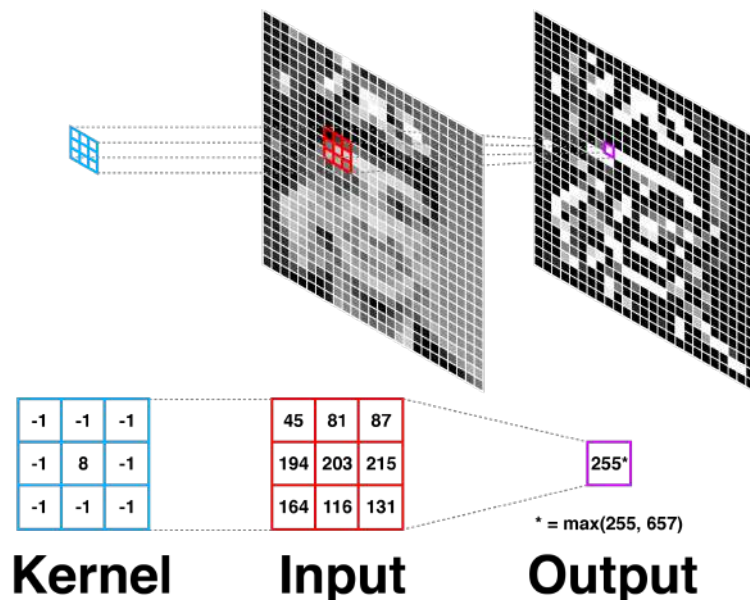 -1 -1 -1
-1 8 -1
-1 -1 -1
45 81 87
194 203 215
164 116 131
255*
* = max(255, 657)
Kernel
Input
Output